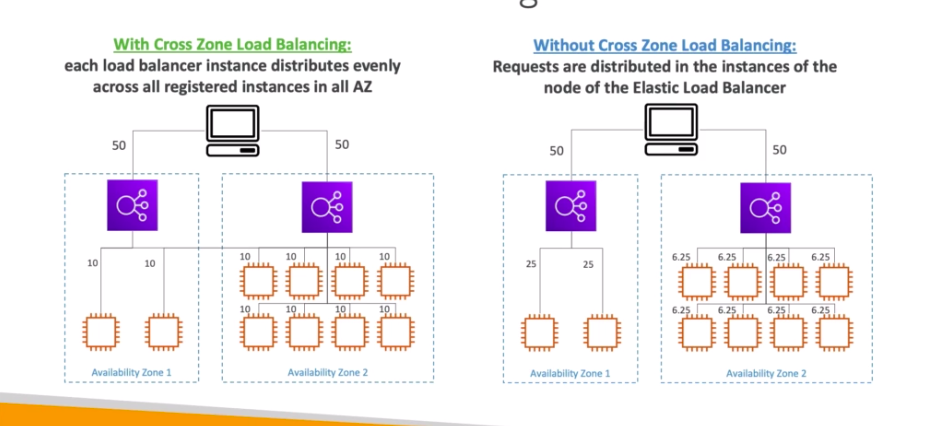 With Cross Zone Load Balancing:
each load balancer instance distributes evenly
across all registered instances in all AZ
50
50
10
10
10
10
10
10
10
10
10
10
Availability Zone 1
Availability Zone 2
Without Cross Zone Load Balancing:
Requests are distributed in the instances of the
node of the Elastic Load Balancer
50
50
25
25
6.25
6.25
6.25
6.25
6.25
6.25
6.25
6.25
Availability Zone 1
Availability Zone 2